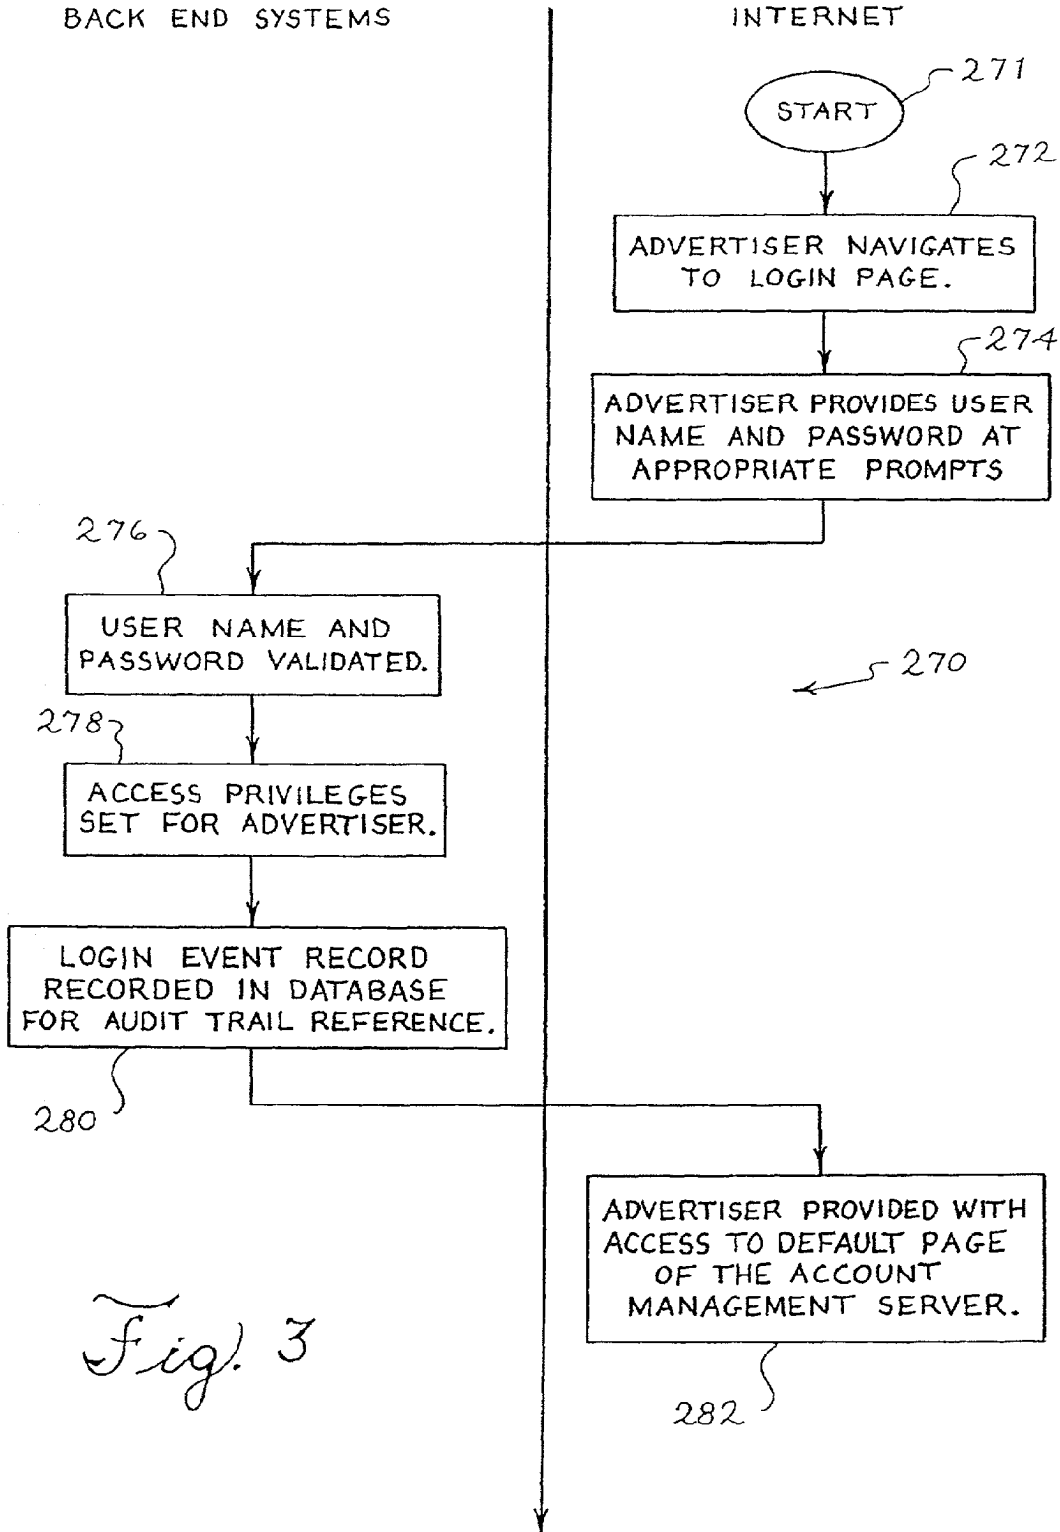 BACK END SYSTEMS
INTERNET
271
START
272
ADVERTISER NAVIGATES
TO LOGIN PAGE.
274
ADVERTISER PROVIDES USER
NAME AND PASSWORD AT
APPROPRIATE PROMPTS
276
USER NAME AND
PASSWORD VALIDATED.
270
278
ACCESS PRIVILEGES
SET FOR ADVERTISER.
LOGIN EVENT RECORD
RECORDED IN DATABASE
FOR AUDIT TRAIL REFERENCE.
280
ADVERTISER PROVIDED WITH
ACCESS TO DEFAULT PAGE
OF THE ACCOUNT
MANAGEMENT SERVER.
282
Fig. 3